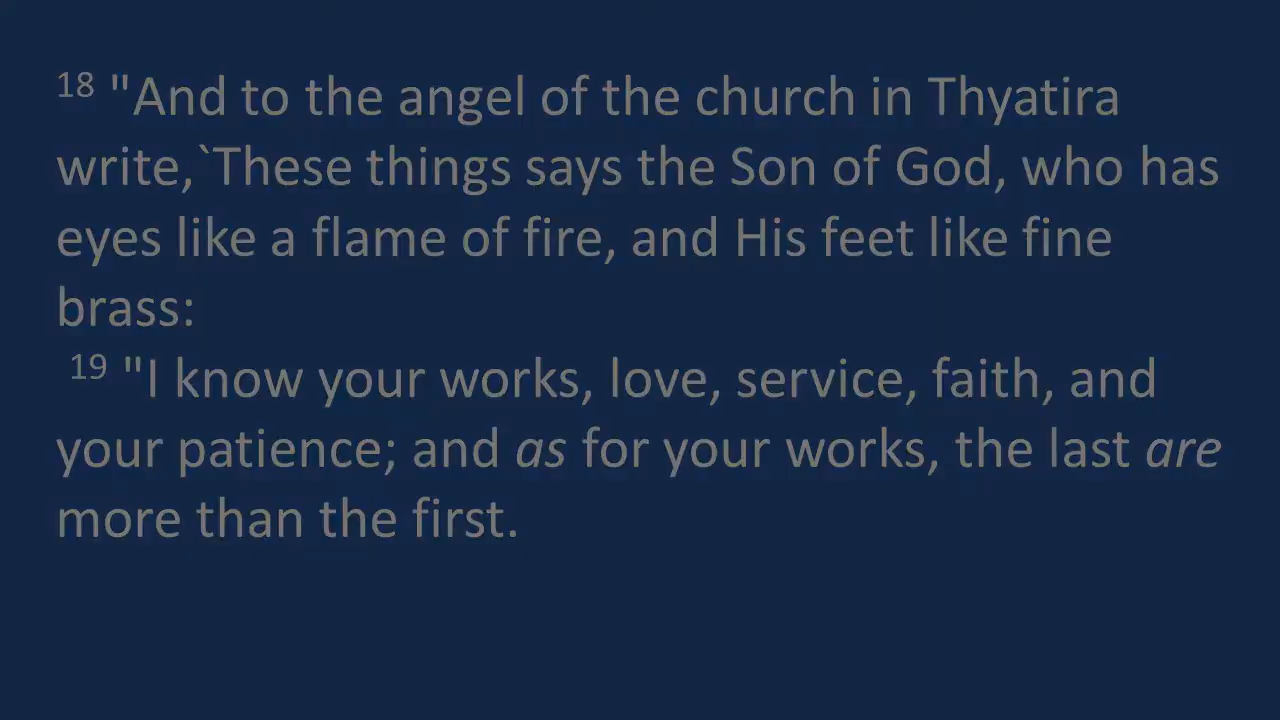 18 "And to the angel of the church in Thyatira
write,`These things says the Son of God, who has
eyes like a flame of fire, and His feet like fine
brass:
19 "I know your works, love, service, faith, and
your patience; and as for your works, the last are
more than the first.